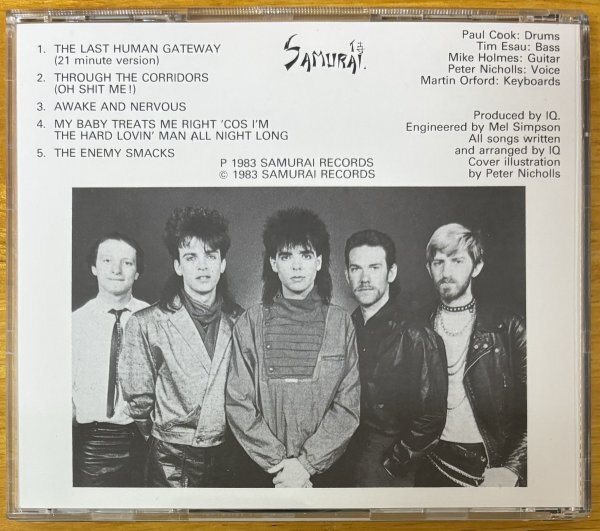 1. THE LAST HUMAN GATEWAY
(21 minute version)
2. THROUGH THE CORRIDORS
(OH SHIT ME!)
3. AWAKE AND NERVOUS
4. MY BABY TREATS ME RIGHT 'COS I'M
THE HARD LOVIN' MAN ALL NIGHT LONG
5. THE ENEMY SMACKS
SAMURAI 侍
P 1983 SAMURAI RECORDS
© 1983 SAMURAI RECORDS
Paul Cook: Drums
Tim Esau: Bass
Mike Holmes: Guitar
Peter Nicholls: Voice
Martin Orford: Keyboards
Produced by IQ.
Engineered by Mel Simpson
All songs written
and arranged by IQ
Cover illustration
by Peter Nicholls